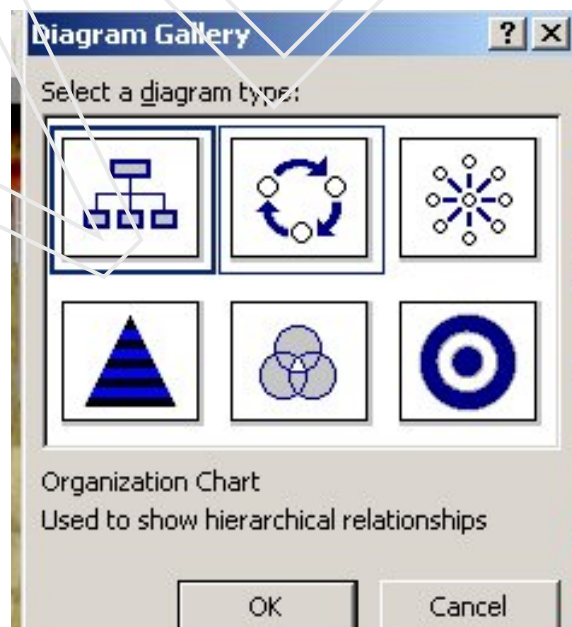 Diagram Gallery
Select a diagram type:
Organization Chart
Used to show hierarchical relationships
OK Cancel